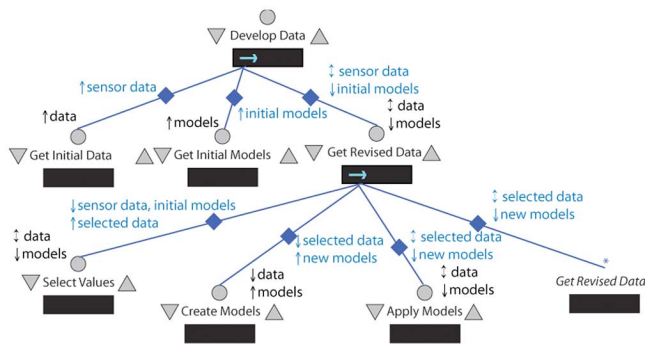 Develop Data
→
↑sensor data
↑initial models
↕ sensor data
↓initial models
↑data
↑models
↕ data
↓models
Get Initial Data
Get Initial Models
Get Revised Data
→
↓sensor data, initial models
↑selected data
↓selected data
↑new models
↕ selected data
↓new models
↕ selected data
↓new models
↕ data
↓models
↓data
↑models
↕ data
↓models
*
Select Values
Create Models
Apply Models
Get Revised Data